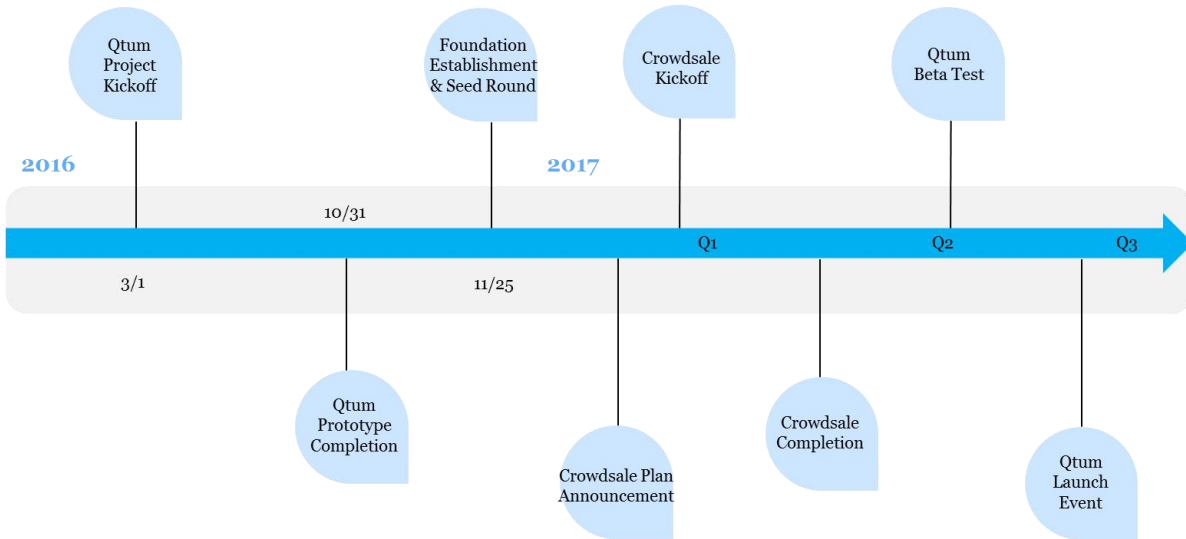 Qtum
Project
Kickoff
Foundation
Establishment
& Seed Round
Crowdsale
Kickoff
Qtum
Beta Test
2016
2017
10/31
Q1
Q2
Q3
3/1
11/25
Qtum
Prototype
Completion
Crowdsale Plan
Announcement
Crowdsale
Completion
Qtum
Launch
Event